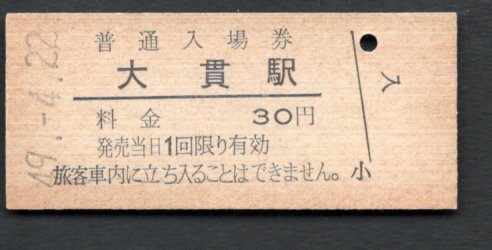 普通入場券
大貫駅
料金 30円
発売当日1回限り有効
旅客車内に立ち入ることはできません。
入
小
49.-4.22